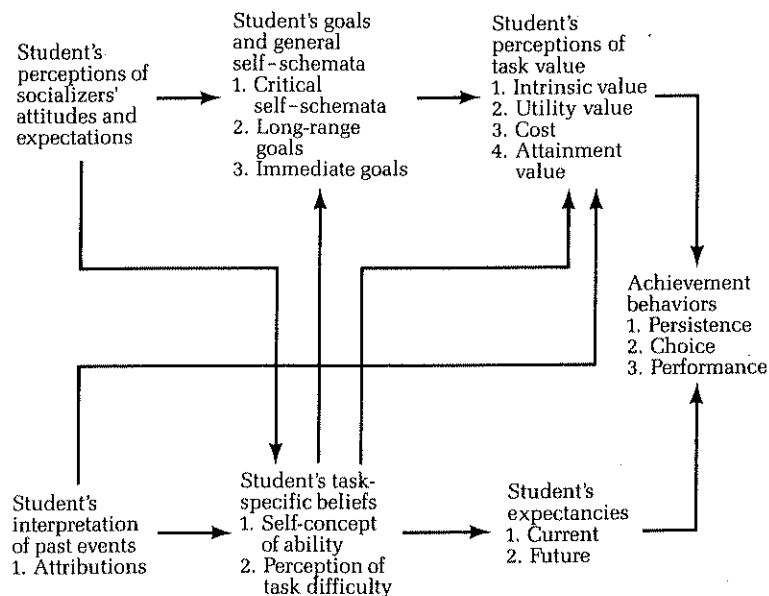 Student's
perceptions of
socializers'
attitudes and
expectations
Student's goals
and general
self-schemata
1. Critical
self-schemata
2. Long-range
goals
3. Immediate goals
Student's
perceptions of
task value
1. Intrinsic value
2. Utility value
3. Cost
4. Attainment
value
Achievement
behaviors
1. Persistence
2. Choice
3. Performance
Student's
interpretation
of past events
1. Attributions
Student's task-
specific beliefs
1. Self-concept
of ability
2. Perception of
task difficulty
Student's
expectancies
1. Current
2. Future